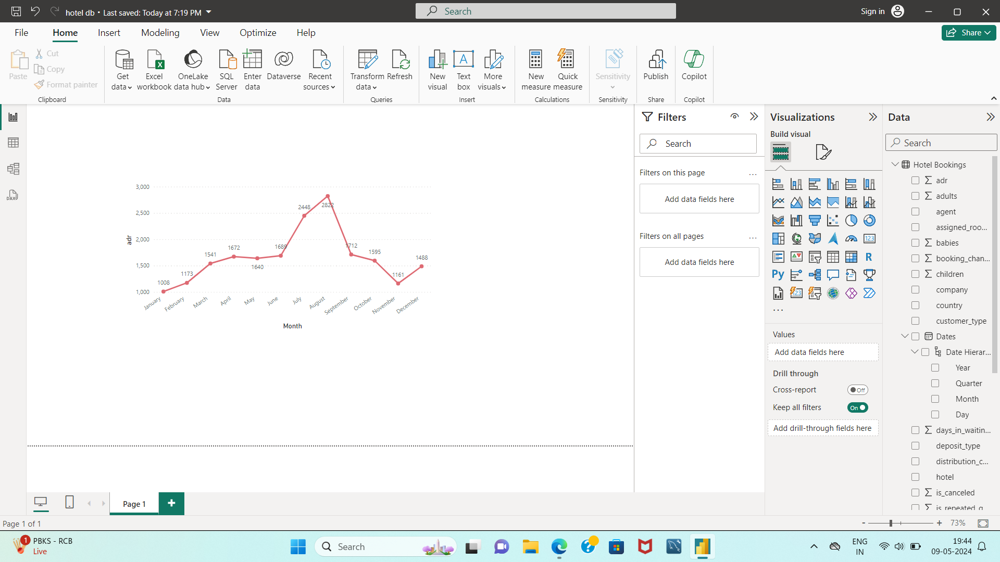 hotel db • Last saved: Today at 7:19 PM
Search
Sign in
File
Home
Insert
Modeling
View
Optimize
Help
Share
Paste
Cut
Copy
Format painter
Clipboard
Get data
Excel workbook
OneLake data hub
SQL Server
Enter data
Dataverse
Recent sources
Data
Transform data
Refresh
Queries
New visual
Text box
More visuals
Insert
New measure
Quick measure
Calculations
Sensitivity
Sensitivity
Publish
Share
Copilot
Copilot
DAX
3,000
2,500
2,000
1,500
1,000
adr
1008
1173
1541
1672
1640
1689
2448
2822
1712
1595
1161
1488
January
February
March
April
May
June
July
August
September
October
November
December
Month
Filters
Search
Filters on this page
...
Add data fields here
Filters on all pages
...
Add data fields here
Visualizations
Build visual
123
R
Py
123
...
Values
Add data fields here
Drill through
Cross-report
Off
Keep all filters
On
Add drill-through fields here
Data
Search
Hotel Bookings
adr
adults
agent
assigned_roo...
babies
booking_chan...
children
company
country
customer_type
Dates
Date Hierar...
Year
Quarter
Month
Day
days_in_waitin...
deposit_type
distribution_c...
hotel
is_canceled
is_repeated_g
Page 1
+
Page 1 of 1
- + 73%
1
PBKS - RCB
Live
Search
ENG
IN
19:44
09-05-2024